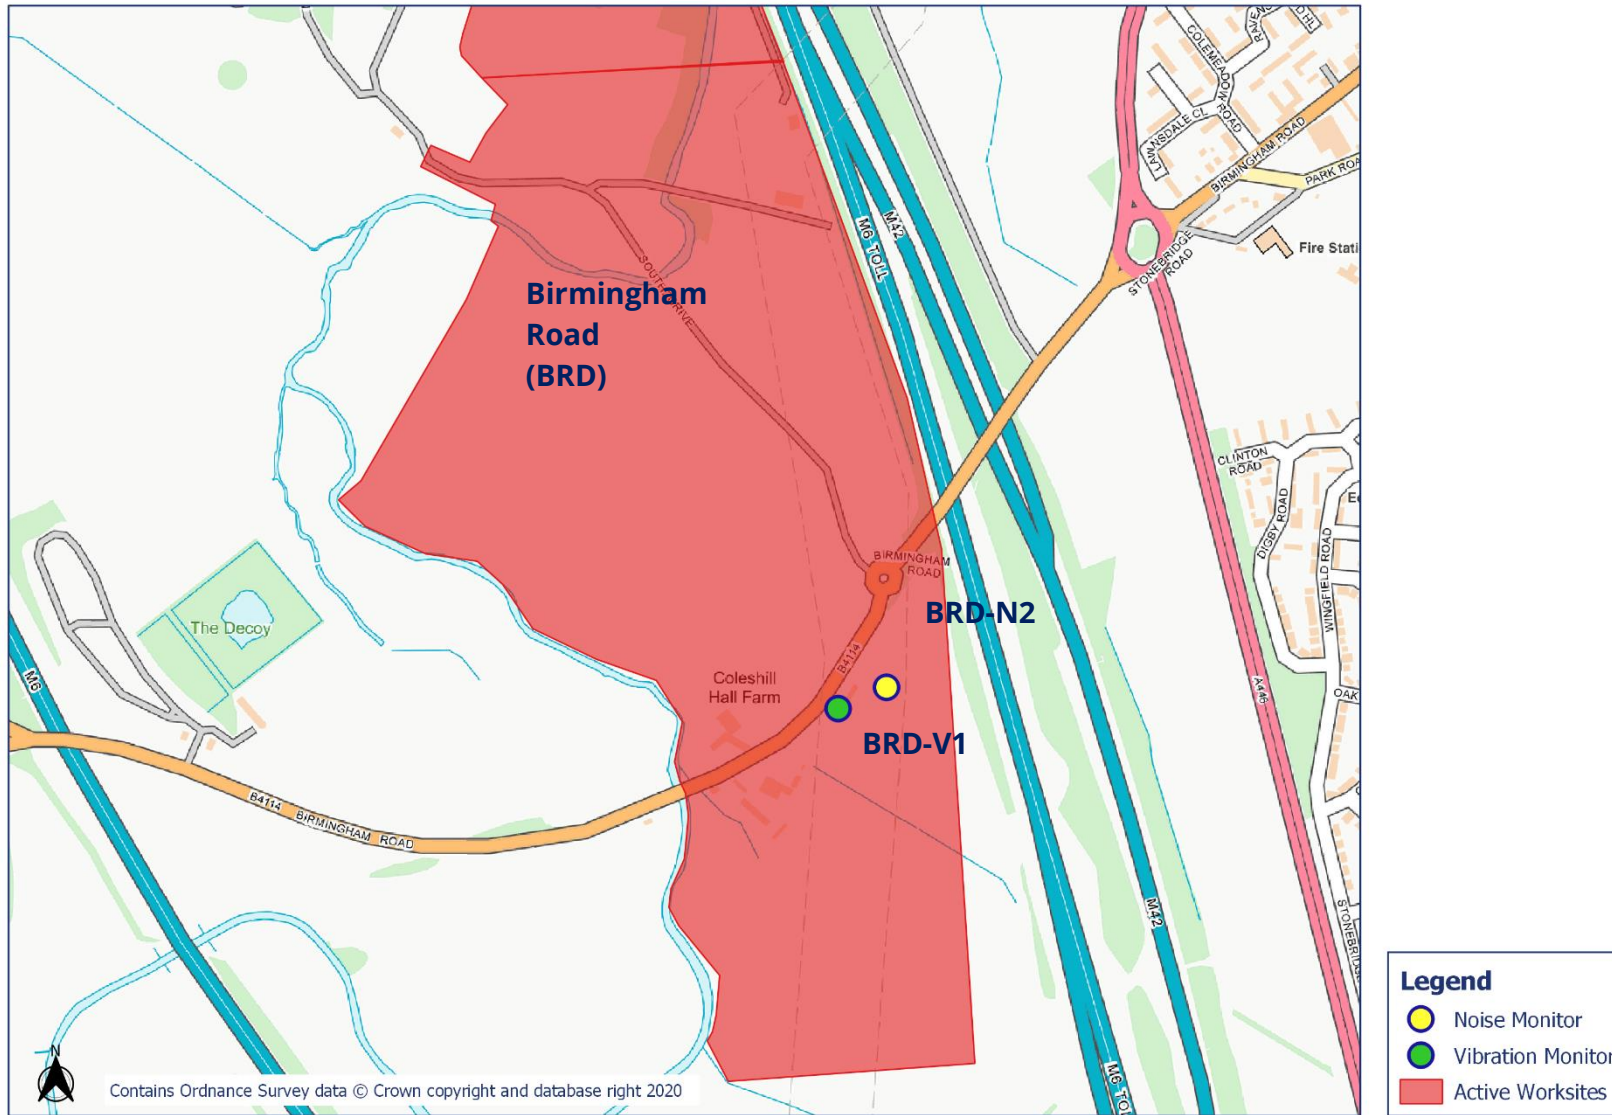 COLEMEAD
ROAD
LANSDALE CL
BIRMINGHAM ROAD
PARK ROA
M6 TOLL
M42
STONEBRIDGE
ROAD
Fire Stati
SOUTH DRIVE
Birmingham
Road
(BRD)
CLINTON
ROAD
DIGBY ROAD
WINGFIELD ROAD
BIRMINGHAM
ROAD
BRD-N2
The Decoy
M6
B4114
Coleshill
Hall Farm
A446
OAK
BRD-V1
B4114
BIRMINGHAM ROAD
M42
STONEBRIDGE
M6 TOL
N
Contains Ordnance Survey data © Crown copyright and database right 2020
Legend
Noise Monitor
Vibration Monitor
Active Worksites